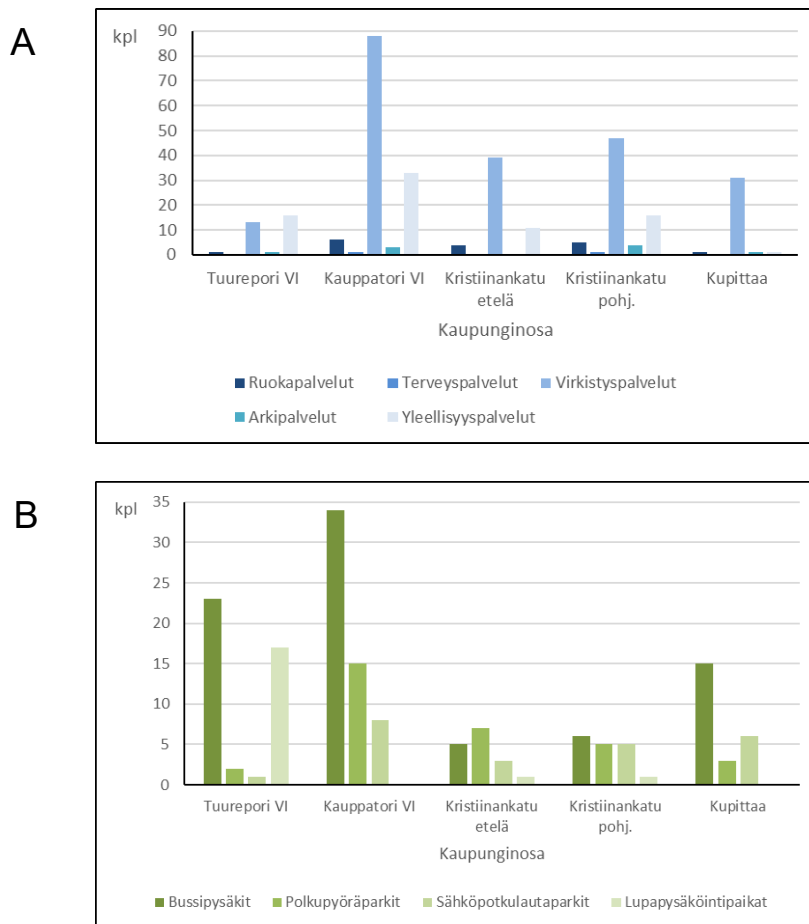 A
kpl
90
80
70
60
50
40
30
20
10
0
Tuurepori VI Kauppatori VI Kristiinankatu Kristiinankatu Kupittaa
etelä pohj.
Kaupunginosa
Ruokapalvelut Terveyspalvelut Virkistyspalvelut
Arkipalvelut Yleellisyyspalvelut
B
kpl
35
30
25
20
15
10
5
0
Tuurepori VI Kauppatori VI Kristiinankatu Kristiinankatu Kupittaa
etelä pohj.
Kaupunginosa
Bussipysäkit Polkupyöräparkit Sähköpotkulautaparkit Lupapysäköintipaikat